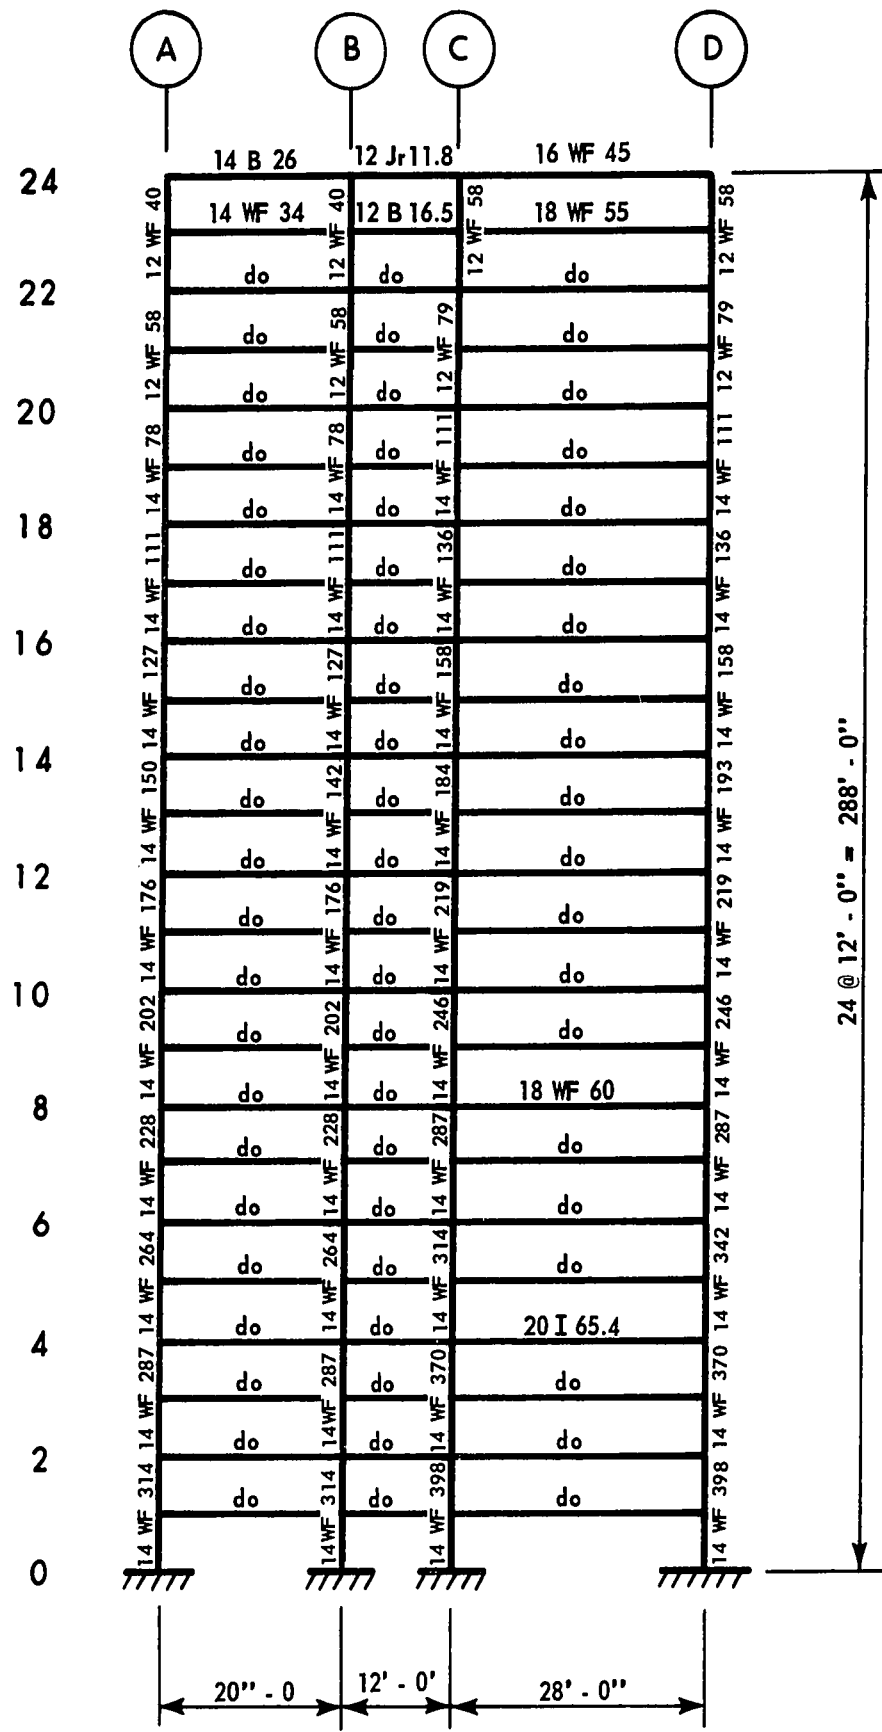 A B C D
24
14 B 26 12 Jr 11.8 16 WF 45
12 WF 40 12 WF 40 12 WF 58 12 WF 58
14 WF 34 12 B 16.5 18 WF 55
do do do
22
do do do
12 WF 58 12 WF 58 12 WF 79 12 WF 79
do do do
20
do do do
14 WF 78 14 WF 78 14 WF 111 14 WF 111
do do do
18
do do do
14 WF 111 14 WF 111 14 WF 136 14 WF 136
do do do
16
do do do
14 WF 127 14 WF 127 14 WF 158 14 WF 158
do do do
14
do do do
14 WF 150 14 WF 142 14 WF 184 14 WF 193
do do do
12
do do do
14 WF 176 14 WF 176 14 WF 219 14 WF 219
do do do
10
do do do
14 WF 202 14 WF 202 14 WF 246 14 WF 246
do do 18 WF 60
8
do do do
14 WF 228 14 WF 228 14 WF 287 14 WF 287
do do do
6
do do do
14 WF 264 14 WF 264 14 WF 314 14 WF 342
do do 20 I 65.4
4
do do do
14 WF 287 14WF 287 14 WF 370 14 WF 370
do do do
2
do do do
14 WF 314 14WF 314 14 WF 398 14 WF 398
0
24 @ 12' - 0'' = 288' - 0''
20'' - 0 12' - 0' 28' - 0''